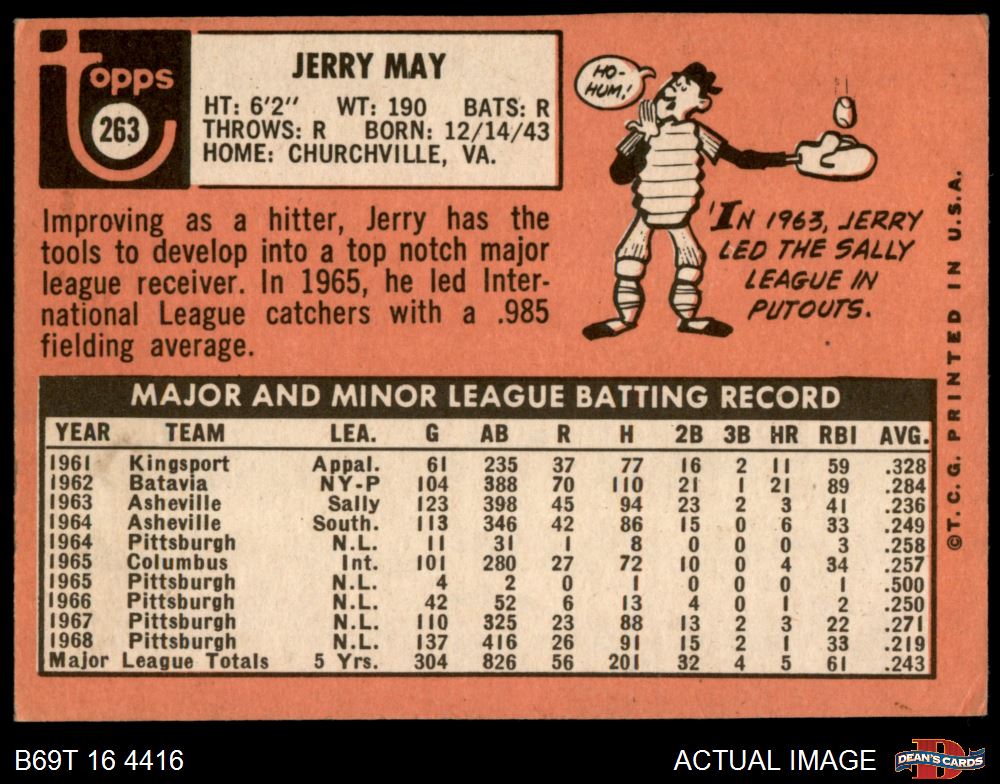 topps
263
JERRY MAY
HT: 6'2" WT: 190 BATS: R
THROWS: R BORN: 12/14/43
HOME: CHURCHVILLE, VA.
HO-
HUM!
Improving as a hitter, Jerry has the
tools to develop into a top notch major
league receiver. In 1965, he led Inter-
national League catchers with a .985
fielding average.
'IN 1963, JERRY
LED THE SALLY
LEAGUE IN
PUTOUTS.
©T. C. G. PRINTED IN U.S.A.
MAJOR AND MINOR LEAGUE BATTING RECORD
YEAR TEAM LEA. G AB R H 2B 3B HR RBI AVG.
1961 Kingsport Appal. 61 235 37 77 16 2 11 59 .328
1962 Batavia NY-P 104 388 70 110 21 1 21 89 .284
1963 Asheville Sally 123 398 45 94 23 2 3 41 .236
1964 Asheville South. 113 346 42 86 15 0 6 33 .249
1964 Pittsburgh N.L. 11 31 1 8 0 0 0 3 .258
1965 Columbus Int. 101 280 27 72 10 0 4 34 .257
1965 Pittsburgh N.L. 4 2 0 1 0 0 0 1 .500
1966 Pittsburgh N.L. 42 52 6 13 4 0 1 2 .250
1967 Pittsburgh N.L. 110 325 23 88 13 2 3 22 .271
1968 Pittsburgh N.L. 137 416 26 91 15 2 1 33 .219
Major League Totals 5 Yrs. 304 826 56 201 32 4 5 61 .243
B69T 16 4416
ACTUAL IMAGE
D
DEAN'S CARDS